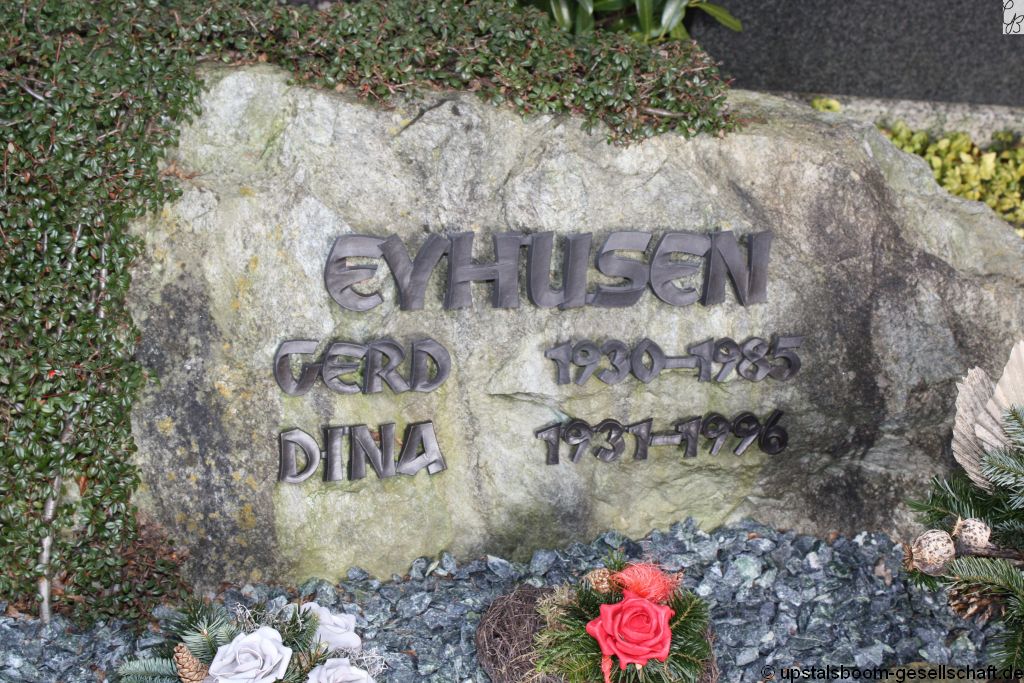 EYHUSEN
GERD 1930–1985
DINA 1931–1996
© upstalsboom-gesellschaft.de